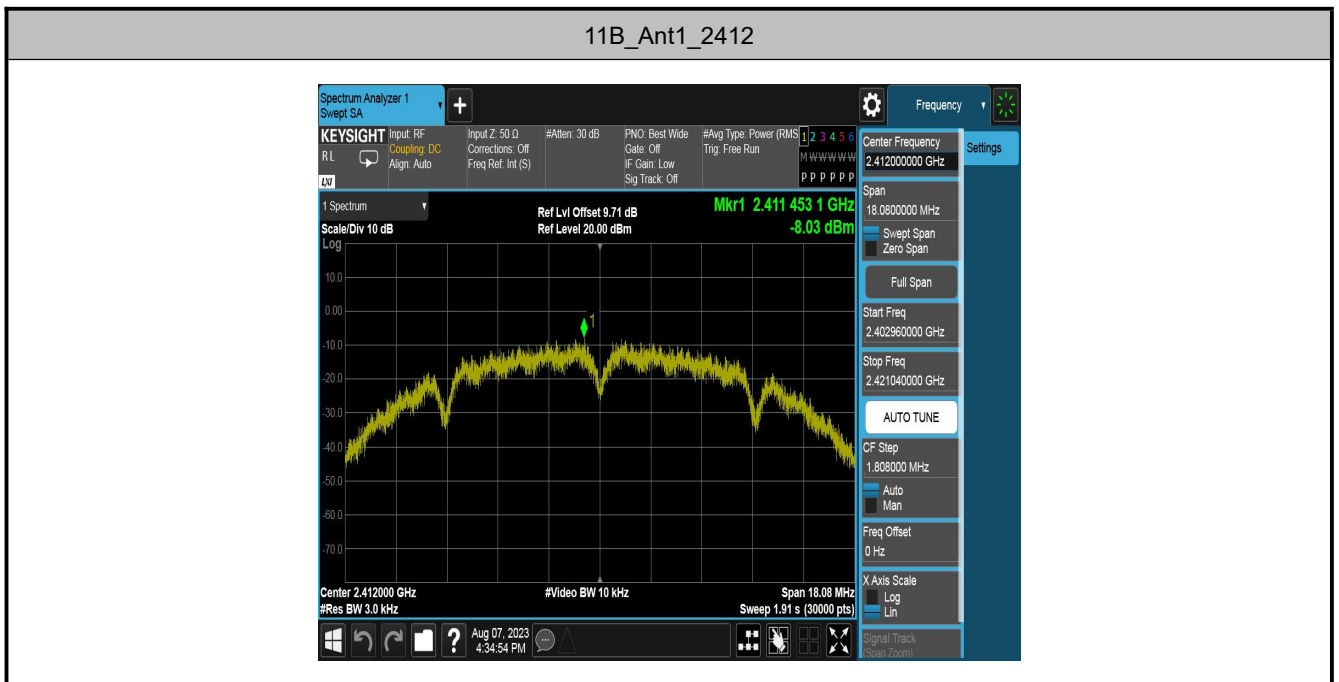 11B_Ant1_2412
Spectrum Analyzer 1
Swept SA
Frequency
KEYSIGHT
RL
LXI
Input: RF
Coupling: DC
Align: Auto
Input Z: 50 Ω
Corrections: Off
Freq Ref: Int (S)
#Atten: 30 dB
PNO: Best Wide
Gate: Off
IF Gain: Low
Sig Track: Off
#Avg Type: Power (RMS
Trig: Free Run
1 2 3 4 5 6
M W W W W W
P P P P P P
Settings
1 Spectrum
Scale/Div 10 dB
Log
Ref Lvl Offset 9.71 dB
Ref Level 20.00 dBm
Mkr1 2.411 453 1 GHz
-8.03 dBm
10.0
0.00
-10.0
-20.0
-30.0
-40.0
-50.0
-60.0
-70.0
1
Center 2.412000 GHz
#Res BW 3.0 kHz
#Video BW 10 kHz
Span 18.08 MHz
Sweep 1.91 s (30000 pts)
Center Frequency
2.412000000 GHz
Span
18.0800000 MHz
Swept Span
Zero Span
Full Span
Start Freq
2.402960000 GHz
Stop Freq
2.421040000 GHz
AUTO TUNE
CF Step
1.808000 MHz
Auto
Man
Freq Offset
0 Hz
X Axis Scale
Log
Lin
Signal Track
(Span Zoom)
?
Aug 07, 2023
4:34:54 PM